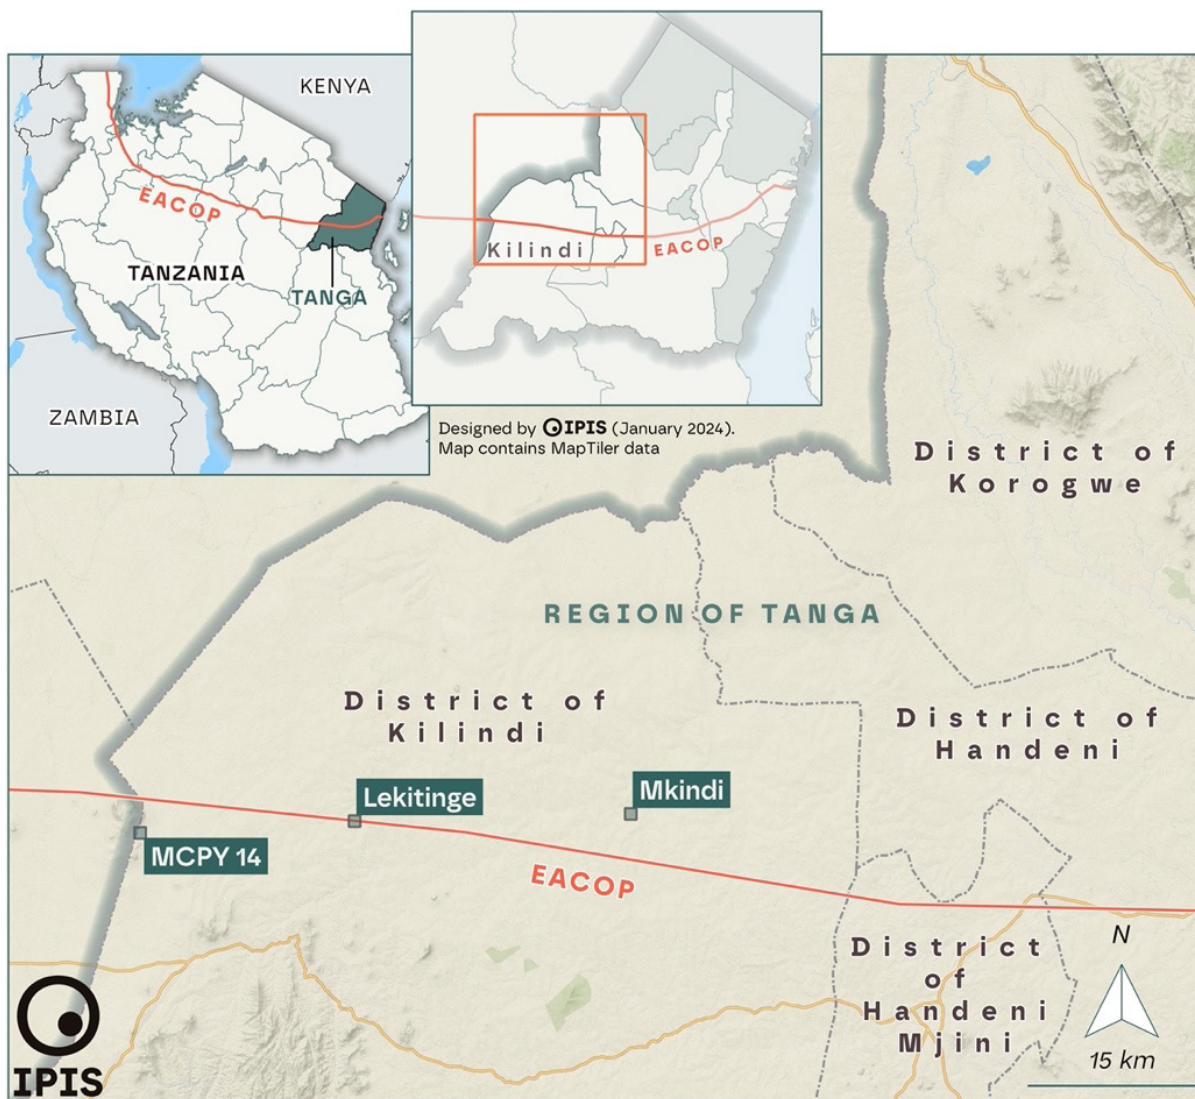 KENYA
EACOP
TANZANIA
TANGA
ZAMBIA
Kilindi
EACOP
Designed by IPIS (January 2024).
Map contains MapTiler data
District of
Korogwe
REGION OF TANGA
District of
Kilindi
District of
Handeni
Lekitinge
Mkindi
MCPY 14
EACOP
District
of
Handeni
Mjini
N
15 km
IPIS